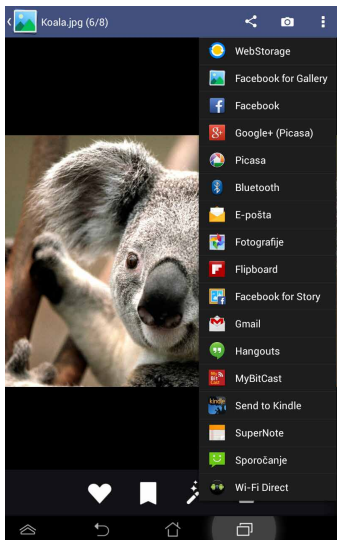 Koala.jpg (6/8)
WebStorage
Facebook for Gallery
Facebook
Google+ (Picasa)
Picasa
Bluetooth
E-pošta
Fotografije
Flipboard
Facebook for Story
Gmail
Hangouts
MyBitCast
Send to Kindle
SuperNote
Sporočanje
Wi-Fi Direct